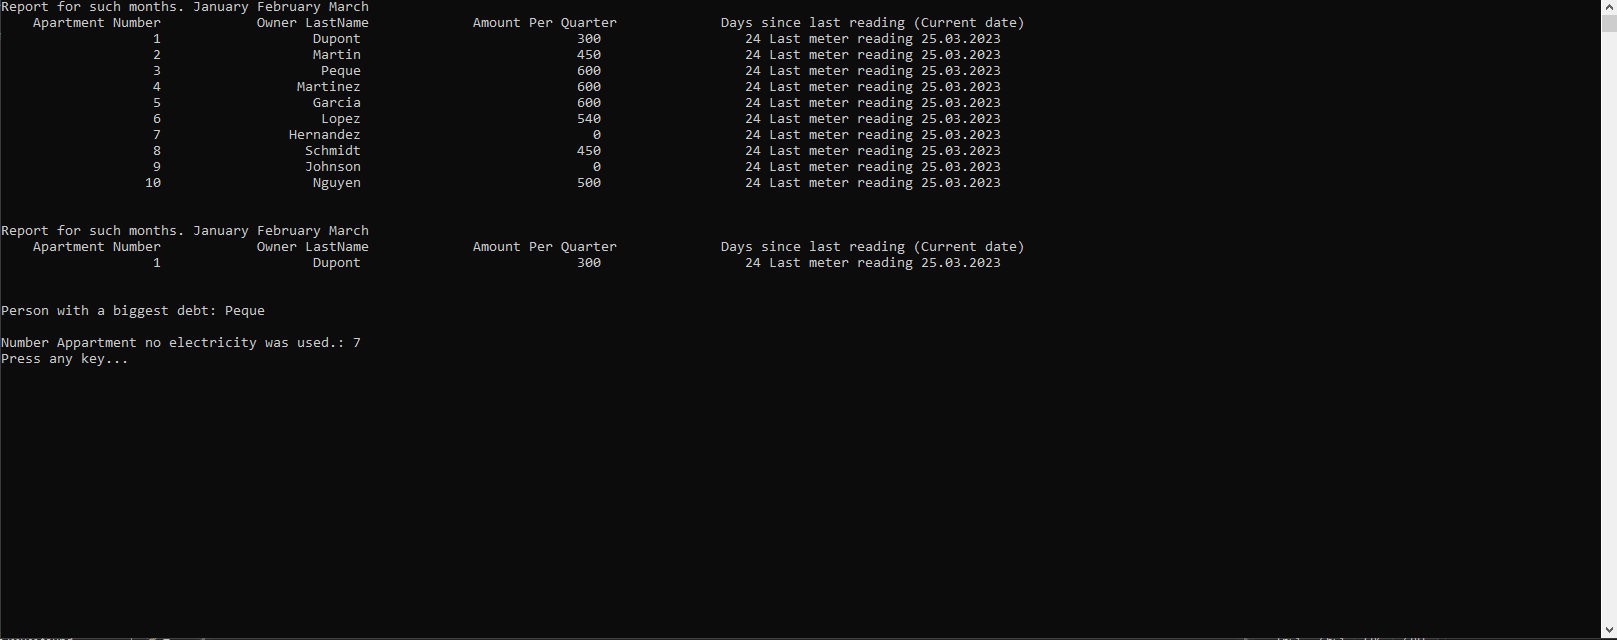 Report for such months. January February March
Apartment Number Owner LastName Amount Per Quarter Days since last reading (Current date)
1 Dupont 300 24 Last meter reading 25.03.2023
2 Martin 450 24 Last meter reading 25.03.2023
3 Peque 600 24 Last meter reading 25.03.2023
4 Martinez 600 24 Last meter reading 25.03.2023
5 Garcia 600 24 Last meter reading 25.03.2023
6 Lopez 540 24 Last meter reading 25.03.2023
7 Hernandez 0 24 Last meter reading 25.03.2023
8 Schmidt 450 24 Last meter reading 25.03.2023
9 Johnson 0 24 Last meter reading 25.03.2023
10 Nguyen 500 24 Last meter reading 25.03.2023
Report for such months. January February March
Apartment Number Owner LastName Amount Per Quarter Days since last reading (Current date)
1 Dupont 300 24 Last meter reading 25.03.2023
Person with a biggest debt: Peque
Number Appartment no electricity was used.: 7
Press any key...